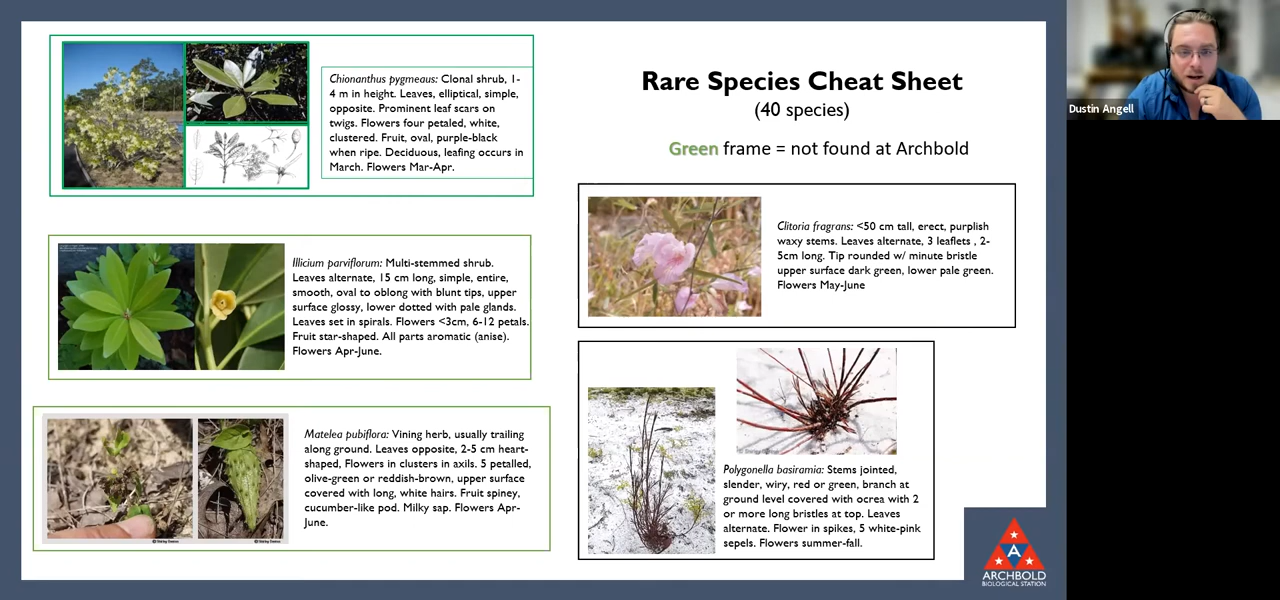 Chionanthus pygmeaus: Clonal shrub, 1-
4 m in height. Leaves, elliptical, simple,
opposite. Prominent leaf scars on
twigs. Flowers four petaled, white,
clustered. Fruit, oval, purple-black
when ripe. Deciduous, leafing occurs in
March. Flowers Mar-Apr.
Illicium parviflorum: Multi-stemmed shrub.
Leaves alternate, 15 cm long, simple, entire,
smooth, oval to oblong with blunt tips, upper
surface glossy, lower dotted with pale glands.
Leaves set in spirals. Flowers <3cm, 6-12 petals.
Fruit star-shaped. All parts aromatic (anise).
Flowers Apr-June.
Matelea pubiflora: Vining herb, usually trailing
along ground. Leaves opposite, 2-5 cm heart-
shaped, Flowers in clusters in axils. 5 petalled,
olive-green or reddish-brown, upper surface
covered with long, white hairs. Fruit spiney,
cucumber-like pod. Milky sap. Flowers Apr-
June.
Rare Species Cheat Sheet
(40 species)
Green frame = not found at Archbold
Clitoria fragrans: <50 cm tall, erect, purplish
waxy stems. Leaves alternate, 3 leaflets , 2-
5cm long. Tip rounded w/ minute bristle
upper surface dark green, lower pale green.
Flowers May-June
Polygonella basiramia: Stems jointed,
slender, wiry, red or green, branch at
ground level covered with ocrea with 2
or more long bristles at top. Leaves
alternate. Flower in spikes, 5 white-pink
sepels. Flowers summer-fall.
A
ARCHBOLD
BIOLOGICAL STATION
Dustin Angell